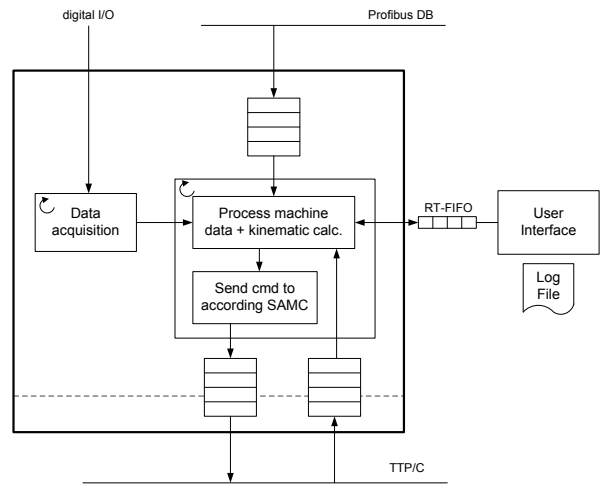 digital I/O
Profibus DB
Data
acquisition
Process machine
data + kinematic calc.
RT-FIFO
User
Interface
Send cmd to
according SAMC
Log
File
TTP/C